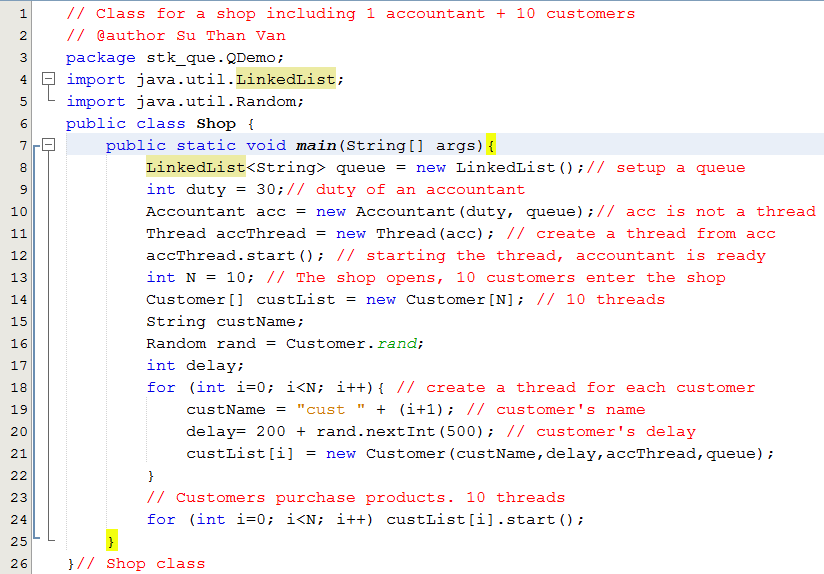 1 // Class for a shop including 1 accountant + 10 customers
2 // @author Su Than Van
3 package stk_que.QDemo;
4 import java.util.LinkedList;
5 import java.util.Random;
6 public class Shop {
7 public static void main(String[] args){
8 LinkedList<String> queue = new LinkedList();// setup a queue
9 int duty = 30;// duty of an accountant
10 Accountant acc = new Accountant(duty, queue);// acc is not a thread
11 Thread accThread = new Thread(acc); // create a thread from acc
12 accThread.start(); // starting the thread, accountant is ready
13 int N = 10; // The shop opens, 10 customers enter the shop
14 Customer[] custList = new Customer[N]; // 10 threads
15 String custName;
16 Random rand = Customer.rand;
17 int delay;
18 for (int i=0; i<N; i++){ // create a thread for each customer
19 custName = "cust " + (i+1); // customer's name
20 delay= 200 + rand.nextInt(500); // customer's delay
21 custList[i] = new Customer(custName,delay,accThread,queue);
22 }
23 // Customers purchase products. 10 threads
24 for (int i=0; i<N; i++) custList[i].start();
25 }
26 }// Shop class